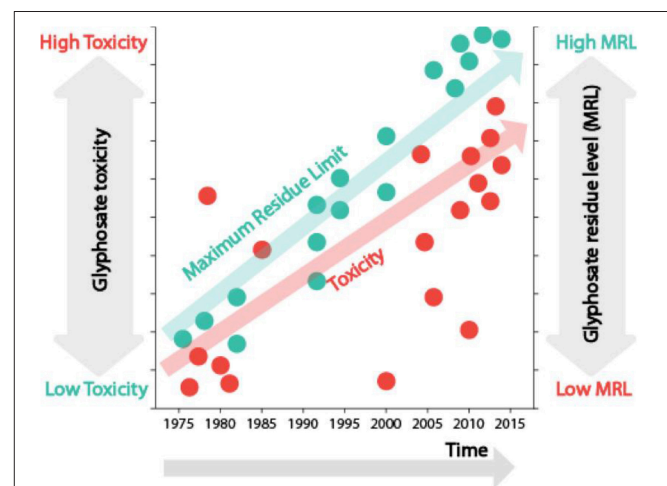 High Toxicity
High MRL
Glyphosate toxicity
Maximum Residue Limit
Toxicity
Glyphosate residue level (MRL)
Low Toxicity
Low MRL
1975 1980 1985 1990 1995 2000 2005 2010 2015
Time